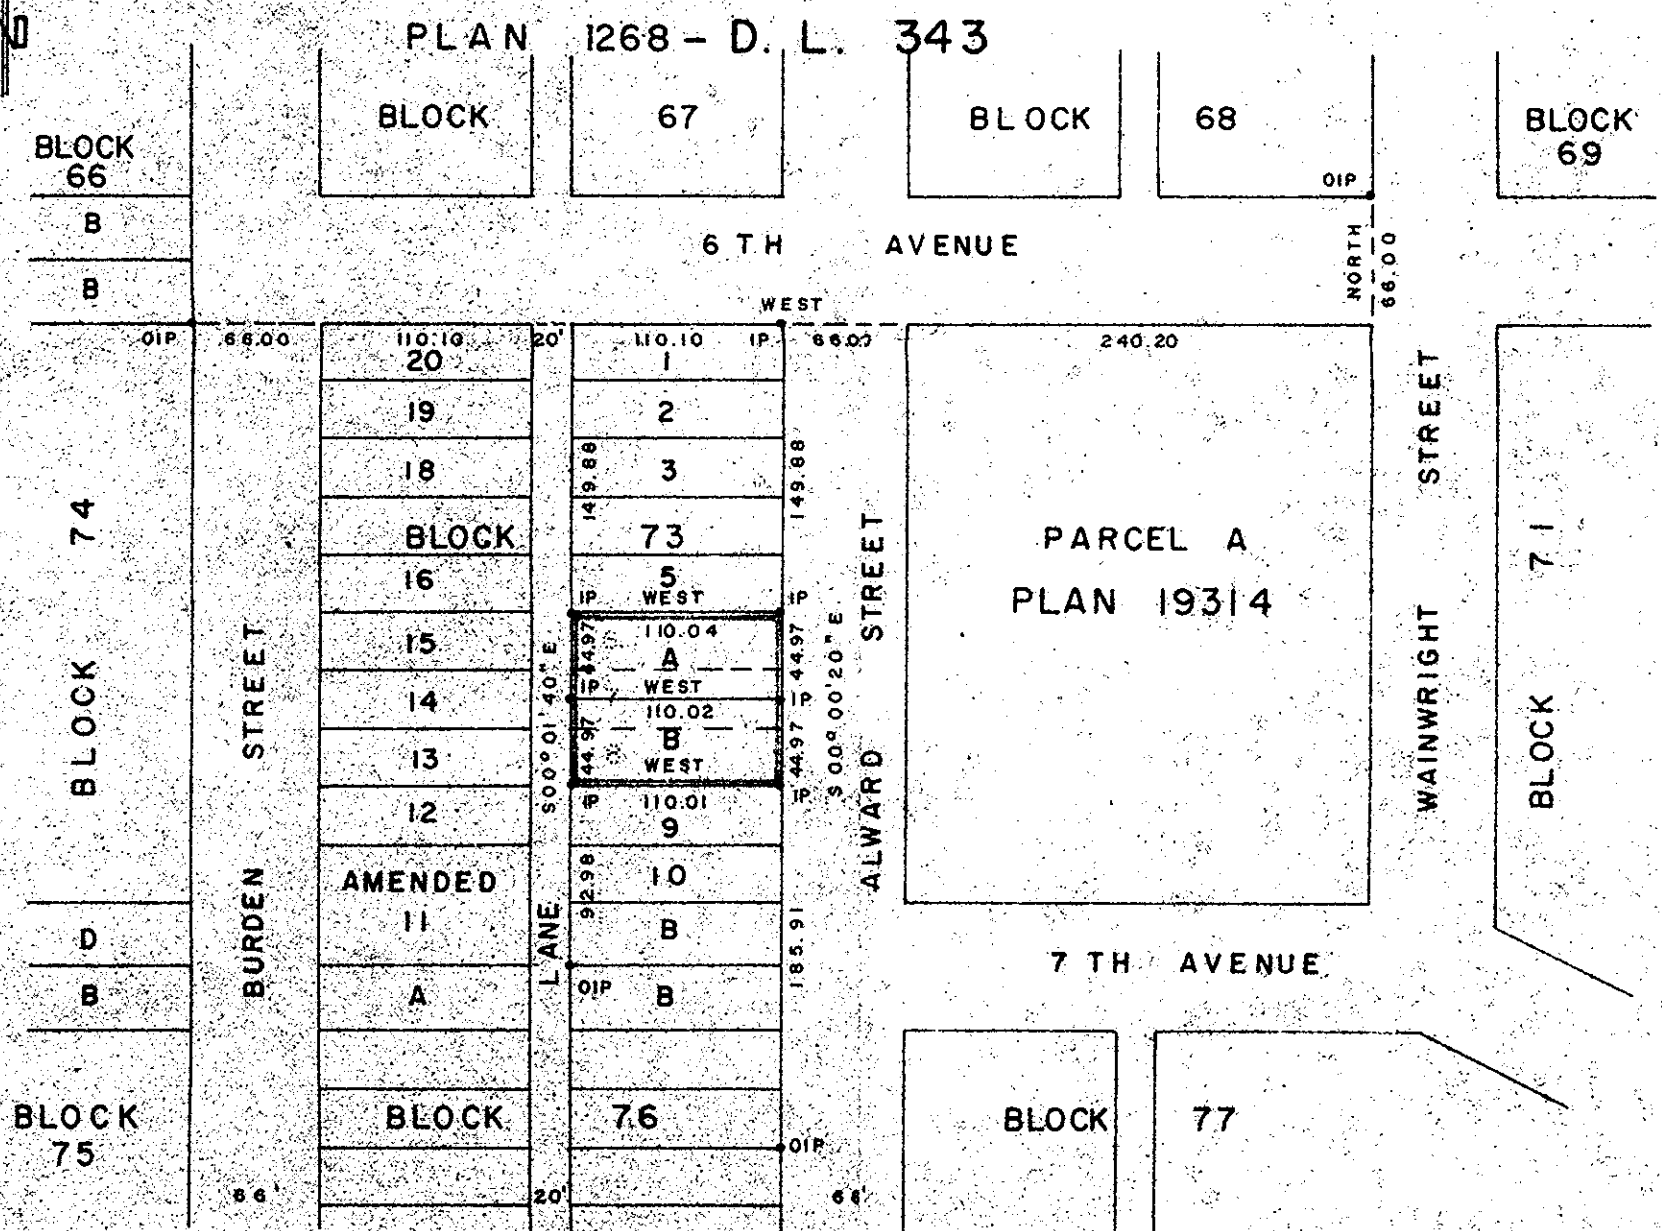 PLAN 1268 - D. L. 343
BLOCK 67
BLOCK 68
BLOCK
69
BLOCK
66
OIP
B
6 TH AVENUE
NORTH
66.00
B
WEST
OIP 66.00 110.10 20' 110.10 IP 66.07 240.20
20 1
19 2
18 3
149.88
149.88
BLOCK 73
16 5
IP WEST IP
15
110.04
44.97
44.97
A
14
IP WEST IP
110.02
44.97
44.97
B
13
WEST
IP 110.01 IP
12 9
S00°01'40"E
S 00°00'20"E
AMENDED
11
10
92.98
B
185.91
A
OIP B
BLOCK 74
D
B
BURDEN STREET
LANE
ALWARD STREET
PARCEL A
PLAN 19314
WAINWRIGHT STREET
BLOCK 71
7 TH AVENUE
BLOCK
75
BLOCK 76
OIP
BLOCK 77
66' 20' 66'